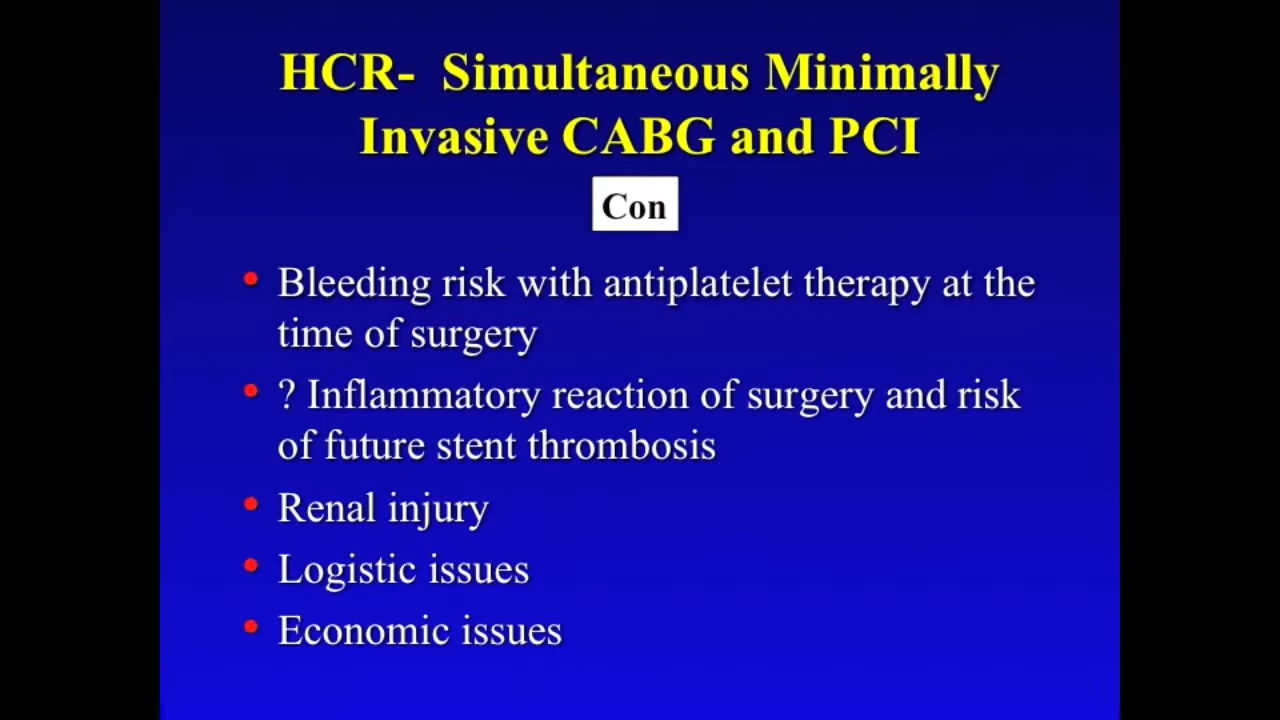 HCR- Simultaneous Minimally
Invasive CABG and PCI
Con
• Bleeding risk with antiplatelet therapy at the
time of surgery
• ? Inflammatory reaction of surgery and risk
of future stent thrombosis
• Renal injury
• Logistic issues
• Economic issues